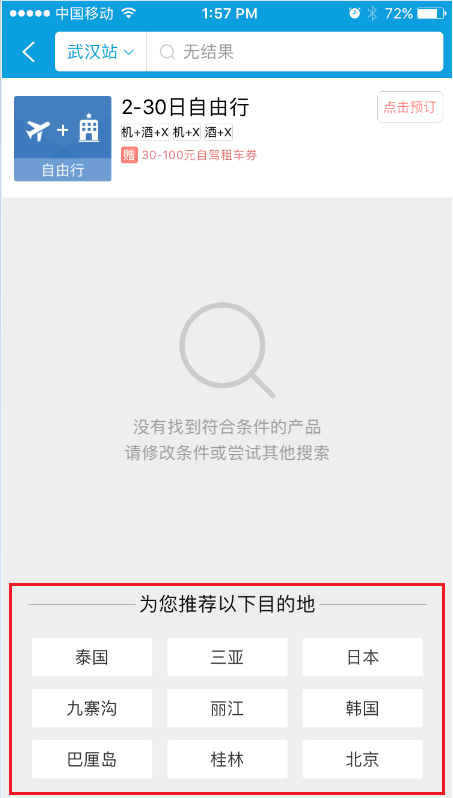 中国移动 1:57 PM 72%
武汉站 无结果
2-30日自由行 点击预订
机+酒+X 机+X 酒+X
赠 30-100元自驾租车券
自由行
没有找到符合条件的产品
请修改条件或尝试其他搜索
为您推荐以下目的地
泰国 三亚 日本
九寨沟 丽江 韩国
巴厘岛 桂林 北京